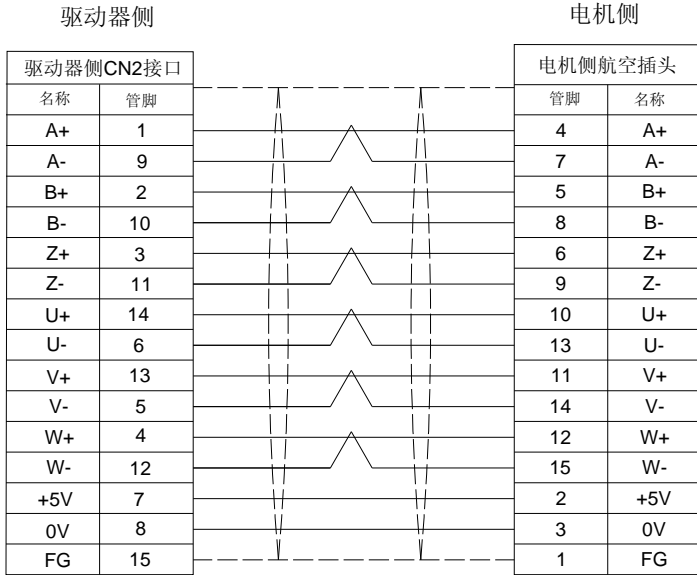 驱动器侧 电机侧
驱动器侧CN2接口 电机侧航空插头
名称 管脚 管脚 名称
A+ 1 4 A+
A- 9 7 A-
B+ 2 5 B+
B- 10 8 B-
Z+ 3 6 Z+
Z- 11 9 Z-
U+ 14 10 U+
U- 6 13 U-
V+ 13 11 V+
V- 5 14 V-
W+ 4 12 W+
W- 12 15 W-
+5V 7 2 +5V
0V 8 3 0V
FG 15 1 FG